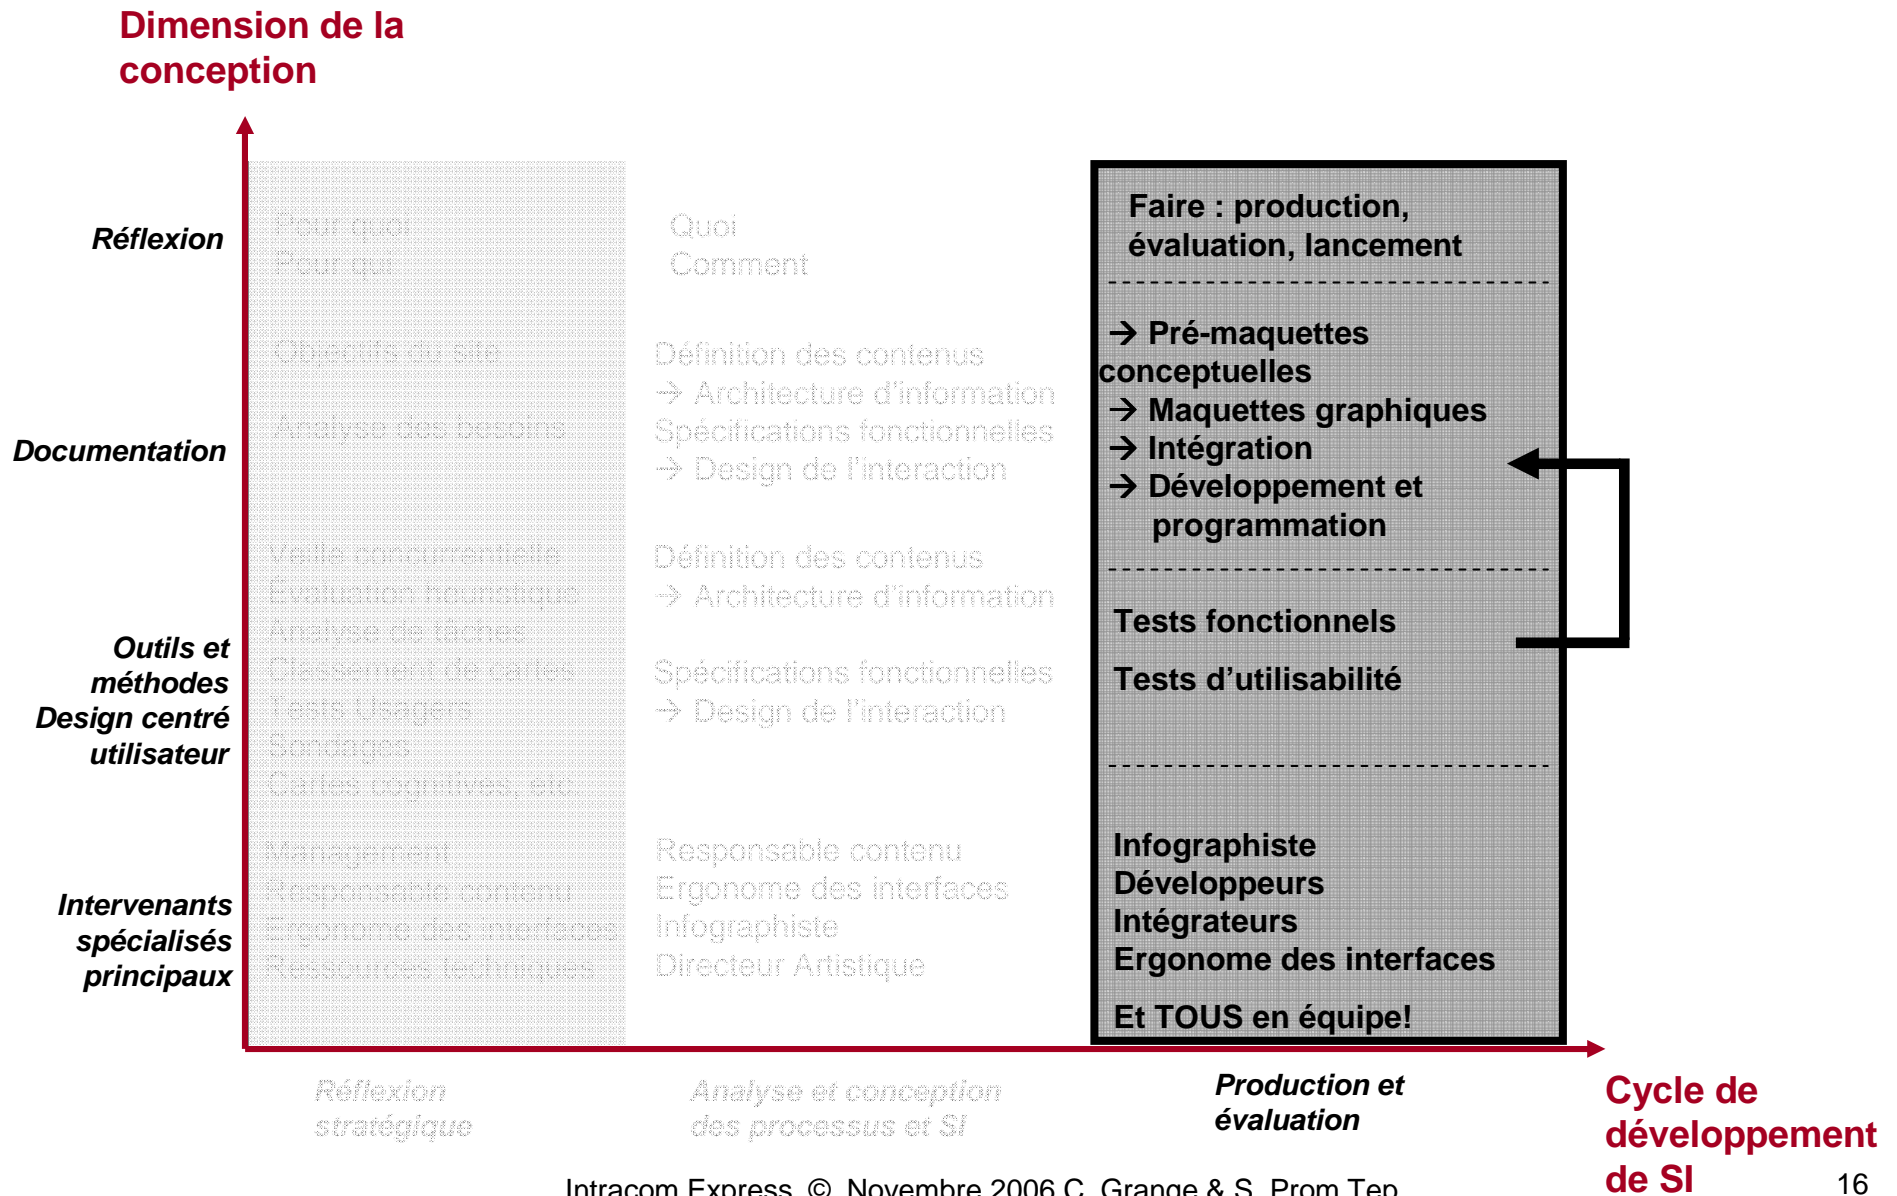 Dimension de la
conception
Réflexion
Pour quoi
Pour qui
Quoi
Comment
Faire : production,
évaluation, lancement
Documentation
Objectifs du site
Analyse des besoins
Définition des contenus
→ Architecture d'information
Spécifications fonctionnelles
→ Design de l'interaction
→ Pré-maquettes
conceptuelles
→ Maquettes graphiques
→ Intégration
→ Développement et
programmation
Outils et
méthodes
Design centré
utilisateur
Veille concurrentielle
Évaluation heuristique
Analyse de tâches
Classement de cartes
Tests Usagers
Sondages
Cartes cognitives, etc.
Définition des contenus
→ Architecture d'information
Spécifications fonctionnelles
→ Design de l'interaction
Tests fonctionnels
Tests d'utilisabilité
Intervenants
spécialisés
principaux
Management
Responsable contenu
Ergonome des interfaces
Ressources techniques
Responsable contenu
Ergonome des interfaces
Infographiste
Directeur Artistique
Infographiste
Développeurs
Intégrateurs
Ergonome des interfaces
Et TOUS en équipe!
Réflexion
stratégique
Analyse et conception
des processus et SI
Production et
évaluation
Cycle de
développement
de SI
Intracom Express © Novembre 2006 C. Grange & S. Prom Tep
16